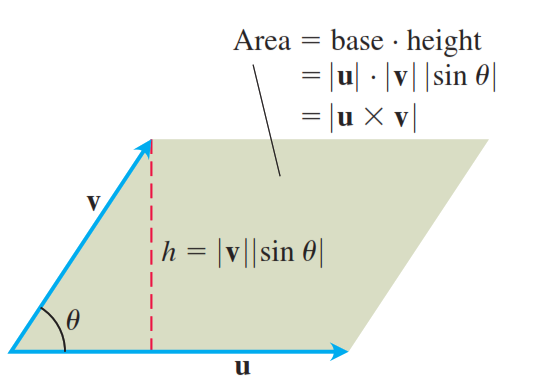 Area = base · height
= |u| · |v||sin θ|
= |u × v|
v
h = |v||sin θ|
θ
u